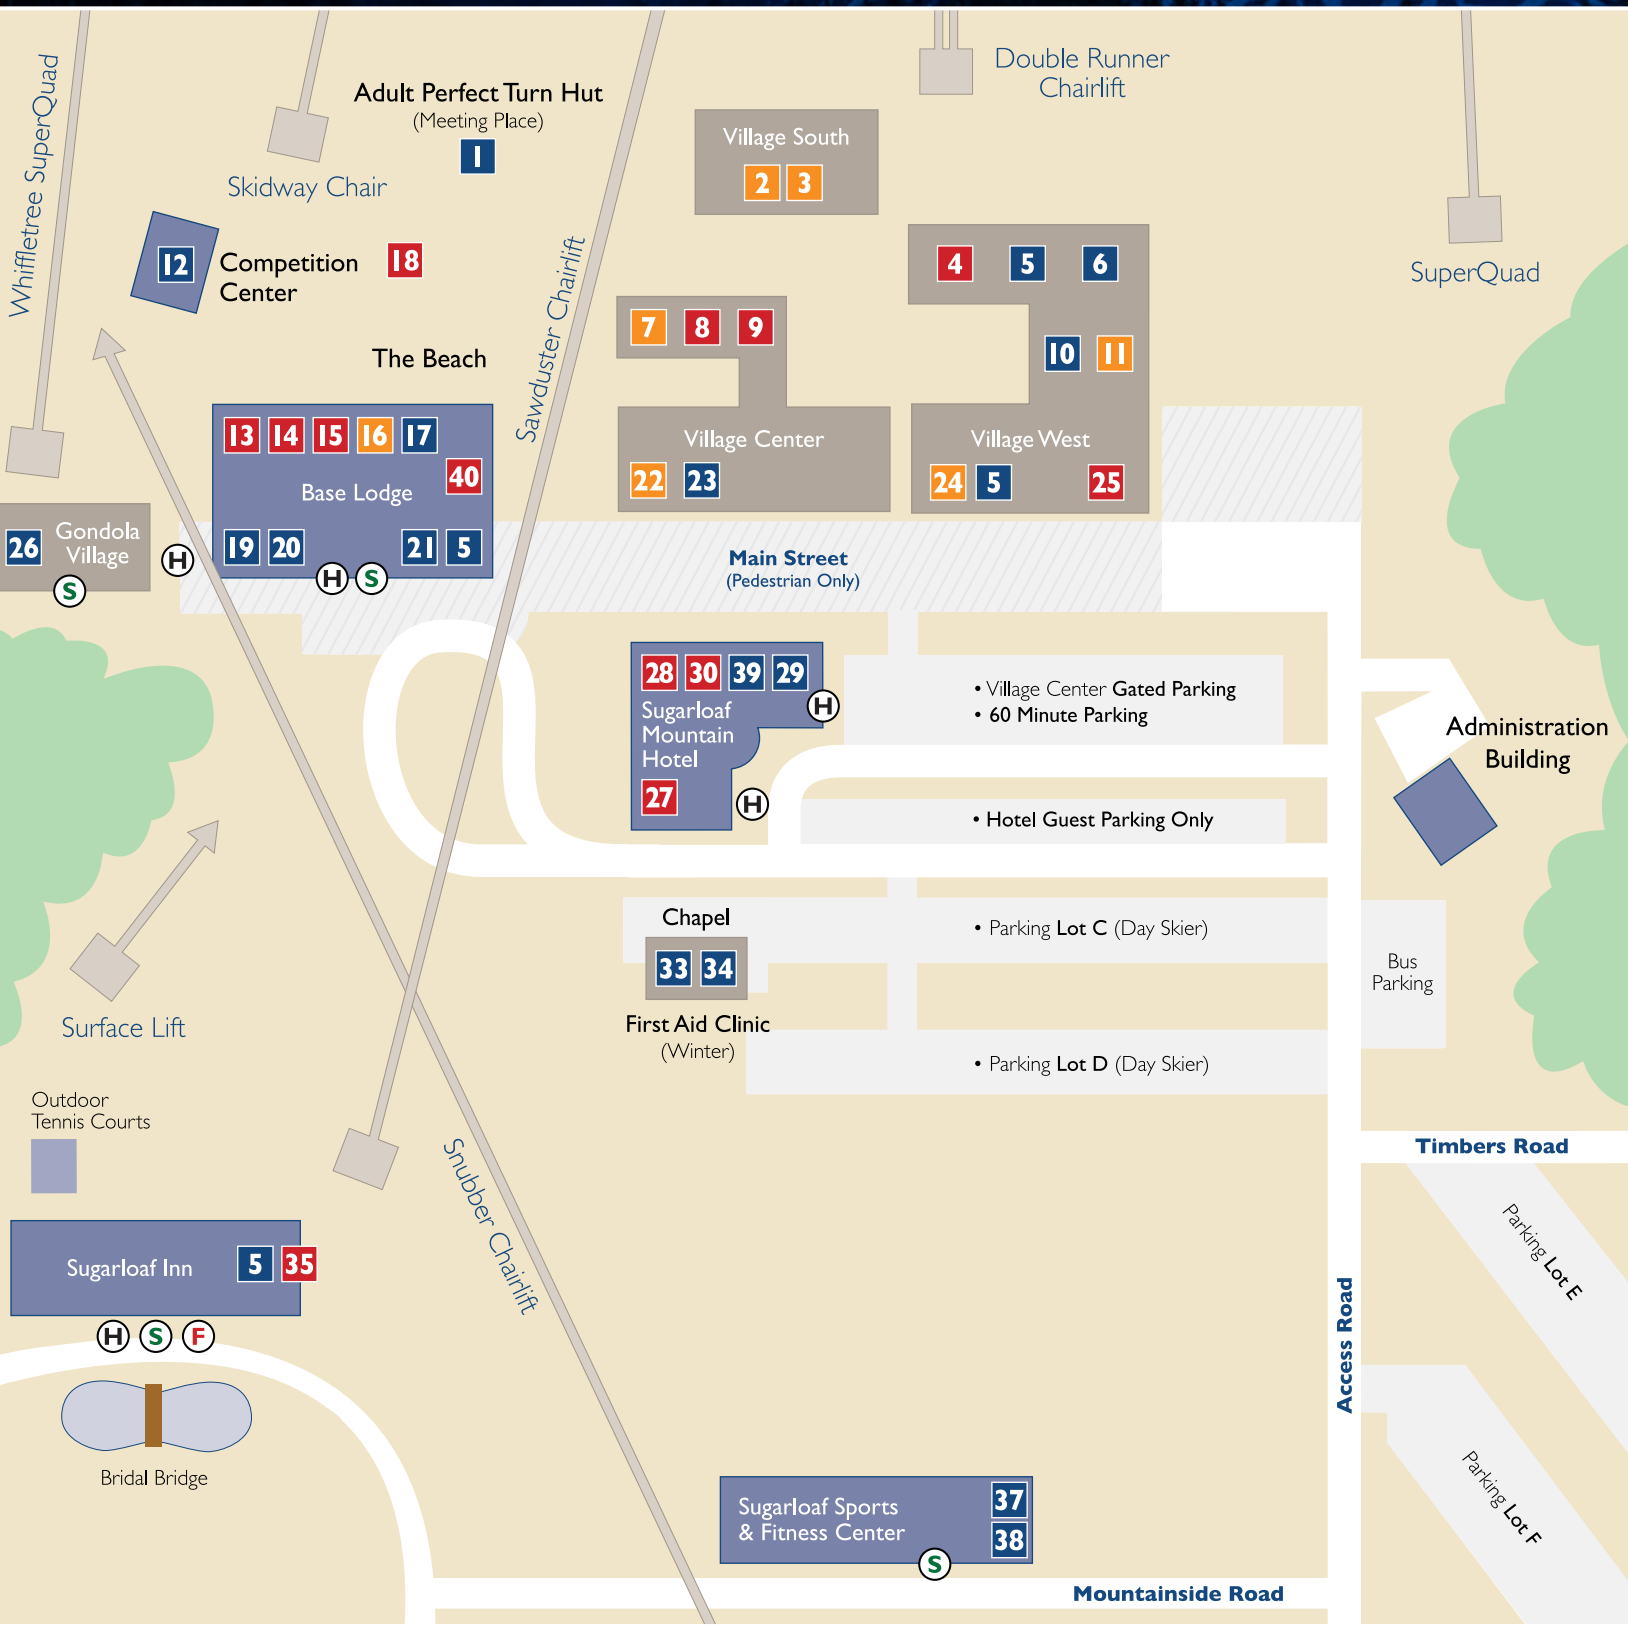 Double Runner
Chairlift
Whiffletree SuperQuad
Adult Perfect Turn Hut
(Meeting Place)
1
Skidway Chair
Village South
2 3
12
Competition
Center
18
Sawduster Chairlift
4 5 6
SuperQuad
7 8 9
10 11
The Beach
13 14 15 16 17
40
Base Lodge
19 20 21 5
H S
Village Center
22 23
Village West
24 5 25
26
Gondola
Village
S
H
Main Street
(Pedestrian Only)
28 30 39 29
Sugarloaf
Mountain
Hotel
27
H
H
• Village Center Gated Parking
• 60 Minute Parking
Administration
Building
• Hotel Guest Parking Only
Chapel
33 34
First Aid Clinic
(Winter)
• Parking Lot C (Day Skier)
Bus
Parking
• Parking Lot D (Day Skier)
Surface Lift
Outdoor
Tennis Courts
Snubber Chairlift
Timbers Road
Parking Lot E
Sugarloaf Inn
5 35
H S F
Access Road
Bridal Bridge
Parking Lot F
Sugarloaf Sports
& Fitness Center
37
38
S
Mountainside Road